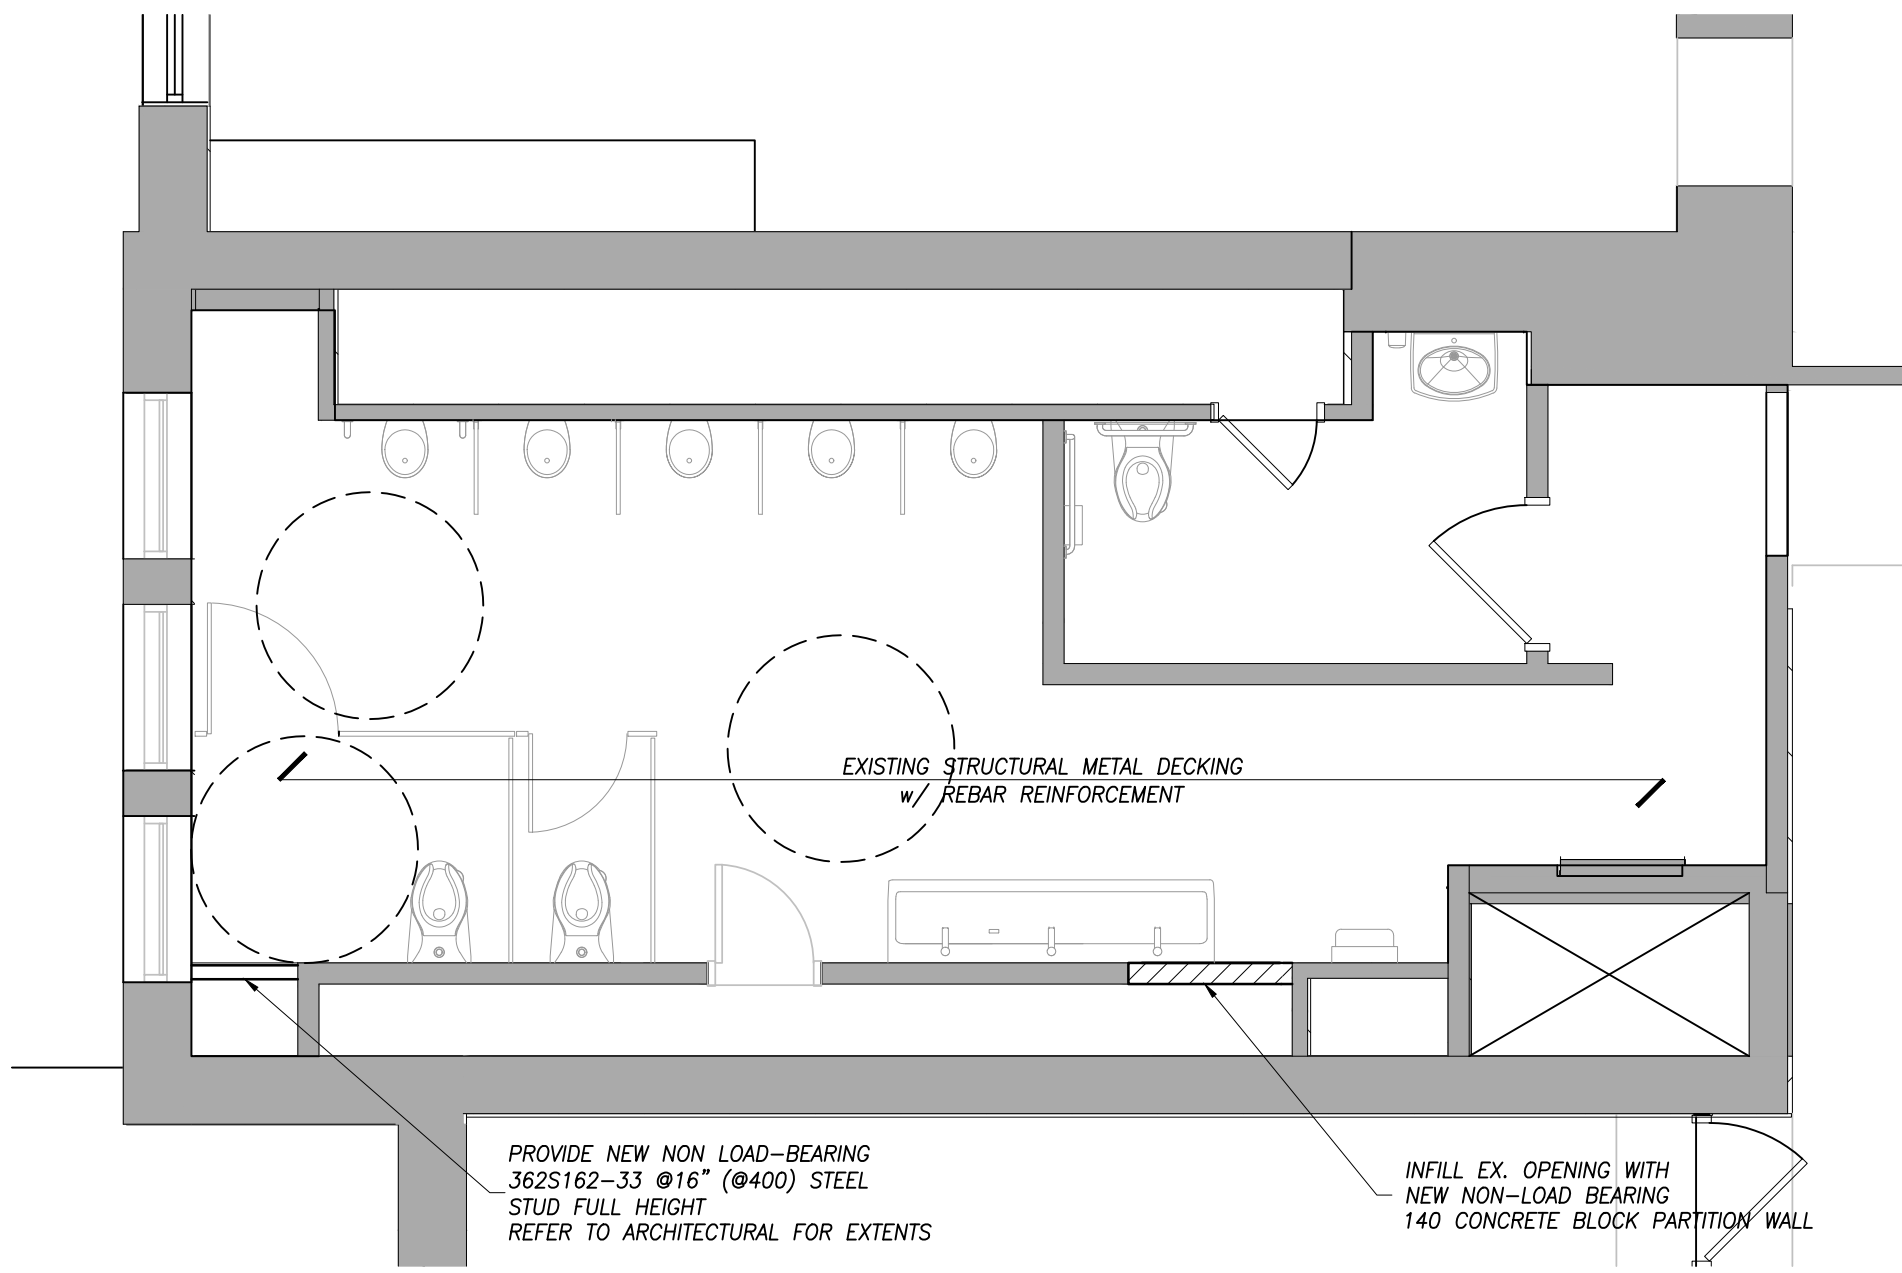 EXISTING STRUCTURAL METAL DECKING
w/ REBAR REINFORCEMENT
PROVIDE NEW NON LOAD-BEARING
362S162-33 @16" (@400) STEEL
STUD FULL HEIGHT
REFER TO ARCHITECTURAL FOR EXTENTS
INFILL EX. OPENING WITH
NEW NON-LOAD BEARING
140 CONCRETE BLOCK PARTITION WALL